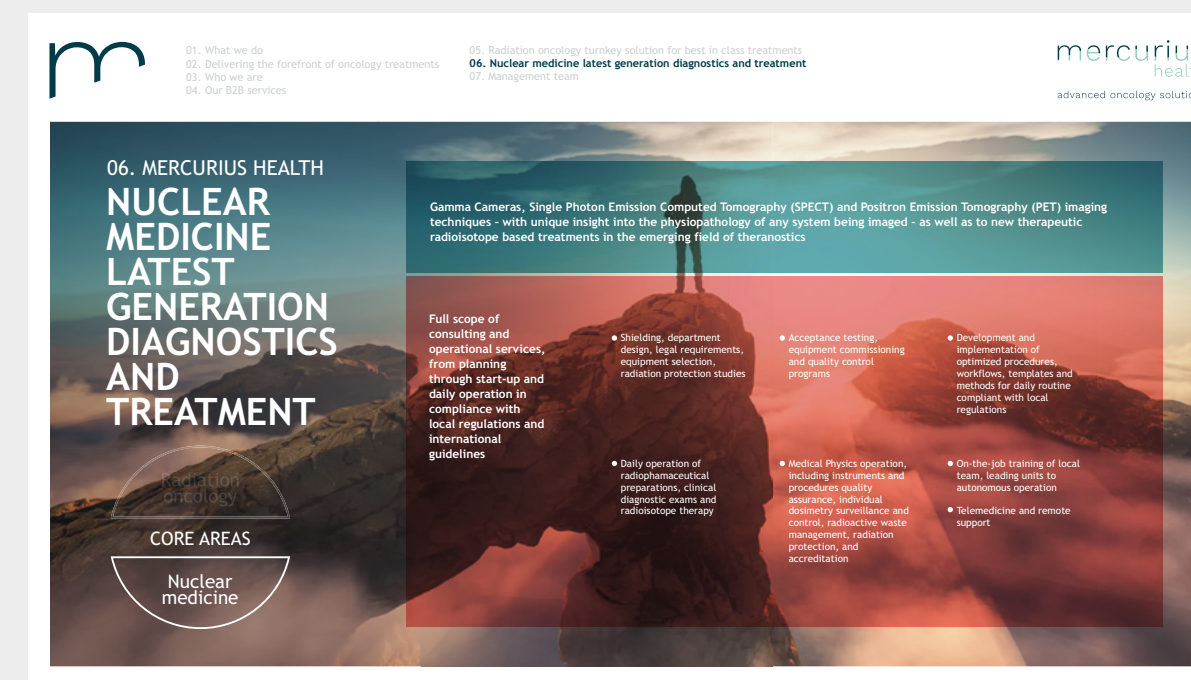 m
01. What we do
02. Delivering the forefront of oncology treatments
03. Who we are
04. Our B2B services
05. Radiation oncology turnkey solution for best in class treatments
06. Nuclear medicine latest generation diagnostics and treatment
07. Management team
mercuriu
healt
advanced oncology solutio
06. MERCURIUS HEALTH
NUCLEAR
MEDICINE
LATEST
GENERATION
DIAGNOSTICS
AND
TREATMENT
Radiation
oncology
CORE AREAS
Nuclear
medicine
Gamma Cameras, Single Photon Emission Computed Tomography (SPECT) and Positron Emission Tomography (PET) imaging
techniques – with unique insight into the physiopathology of any system being imaged – as well as to new therapeutic
radioisotope based treatments in the emerging field of theranostics
Full scope of
consulting and
operational services,
from planning
through start-up and
daily operation in
compliance with
local regulations and
international
guidelines
• Shielding, department
design, legal requirements,
equipment selection,
radiation protection studies
• Acceptance testing,
equipment commissioning
and quality control
programs
• Development and
implementation of
optimized procedures,
workflows, templates and
methods for daily routine
compliant with local
regulations
• Daily operation of
radiophamaceutical
preparations, clinical
diagnostic exams and
radioisotope therapy
• Medical Physics operation,
including instruments and
procedures quality
assurance, individual
dosimetry surveillance and
control, radioactive waste
management, radiation
protection, and
accreditation
• On-the-job training of local
team, leading units to
autonomous operation
• Telemedicine and remote
support